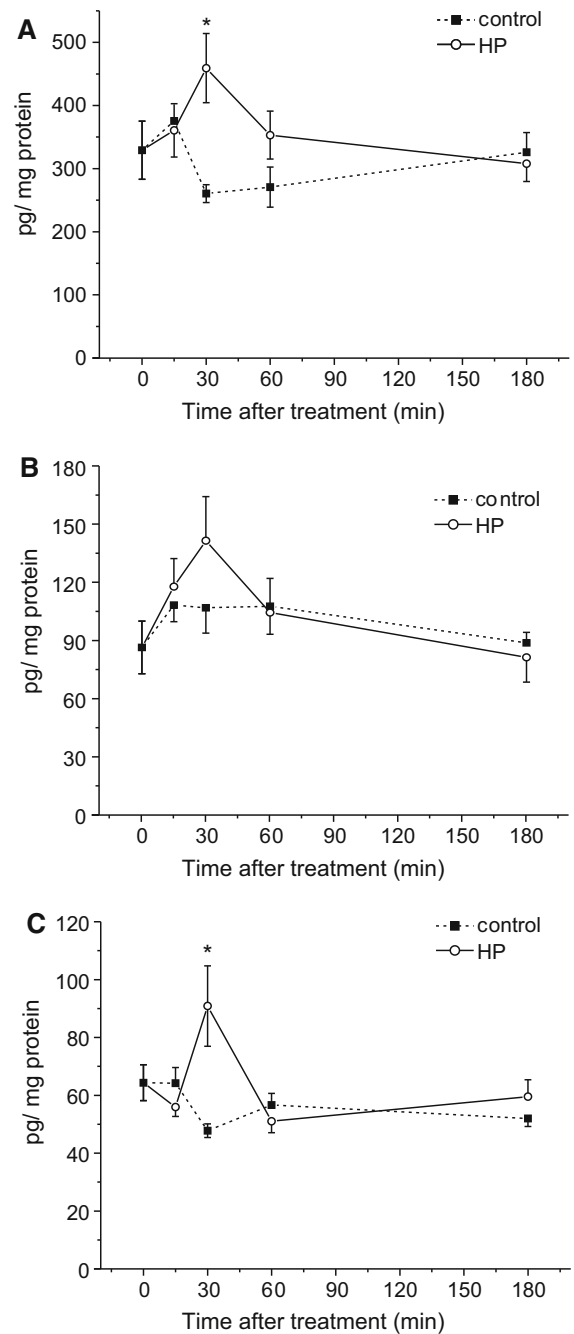 A
control
HP
*
500
400
300
200
100
0
pg/ mg protein
0 30 60 90 120 150 180
Time after treatment (min)
B
control
HP
180
150
120
90
60
30
0
pg/ mg protein
0 30 60 90 120 150 180
Time after treatment (min)
C
control
HP
*
120
100
80
60
40
20
0
pg/ mg protein
0 30 60 90 120 150 180
Time after treatment (min)